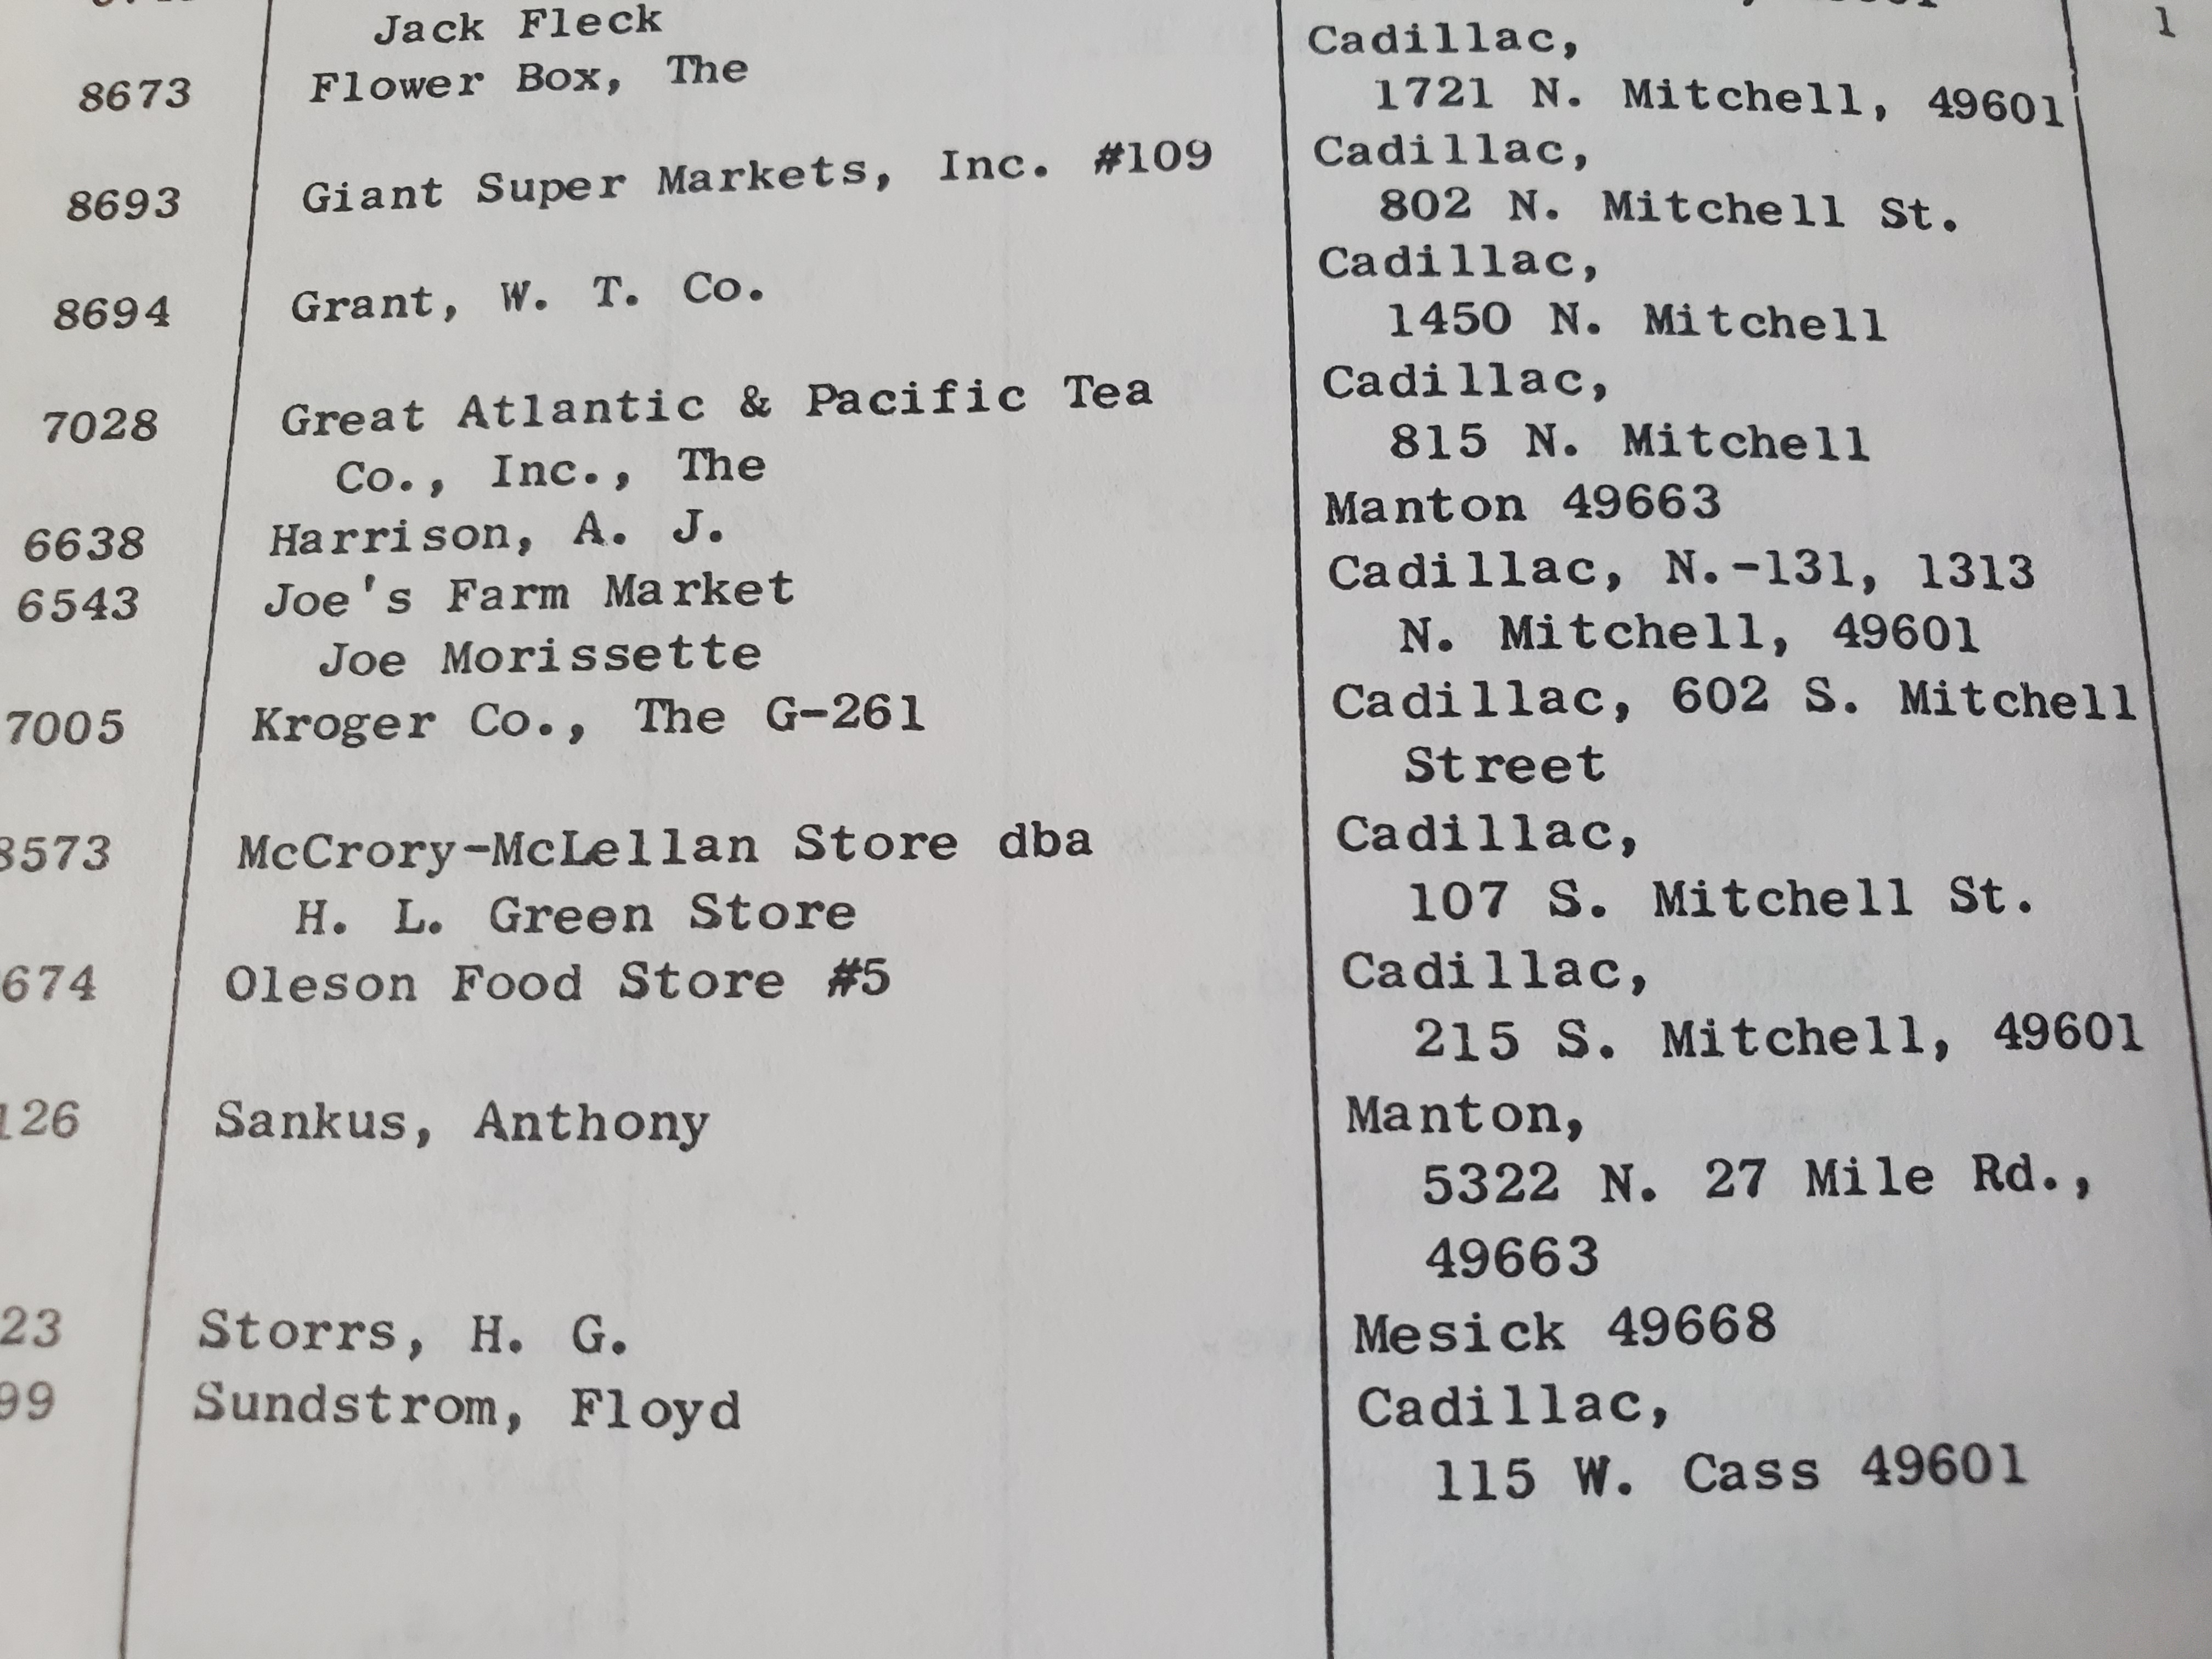 Jack Fleck
8673 Flower Box, The Cadillac,
1721 N. Mitchell, 49601
8693 Giant Super Markets, Inc. #109 Cadillac,
802 N. Mitchell St.
8694 Grant, W. T. Co. Cadillac,
1450 N. Mitchell
7028 Great Atlantic & Pacific Tea Cadillac,
Co., Inc., The 815 N. Mitchell
6638 Harrison, A. J. Manton 49663
6543 Joe's Farm Market Cadillac, N.-131, 1313
Joe Morissette N. Mitchell, 49601
7005 Kroger Co., The G-261 Cadillac, 602 S. Mitchell
Street
8573 McCrory-McLellan Store dba Cadillac,
H. L. Green Store 107 S. Mitchell St.
674 Oleson Food Store #5 Cadillac,
215 S. Mitchell, 49601
126 Sankus, Anthony Manton,
5322 N. 27 Mile Rd.,
49663
23 Storrs, H. G. Mesick 49668
99 Sundstrom, Floyd Cadillac,
115 W. Cass 49601
1